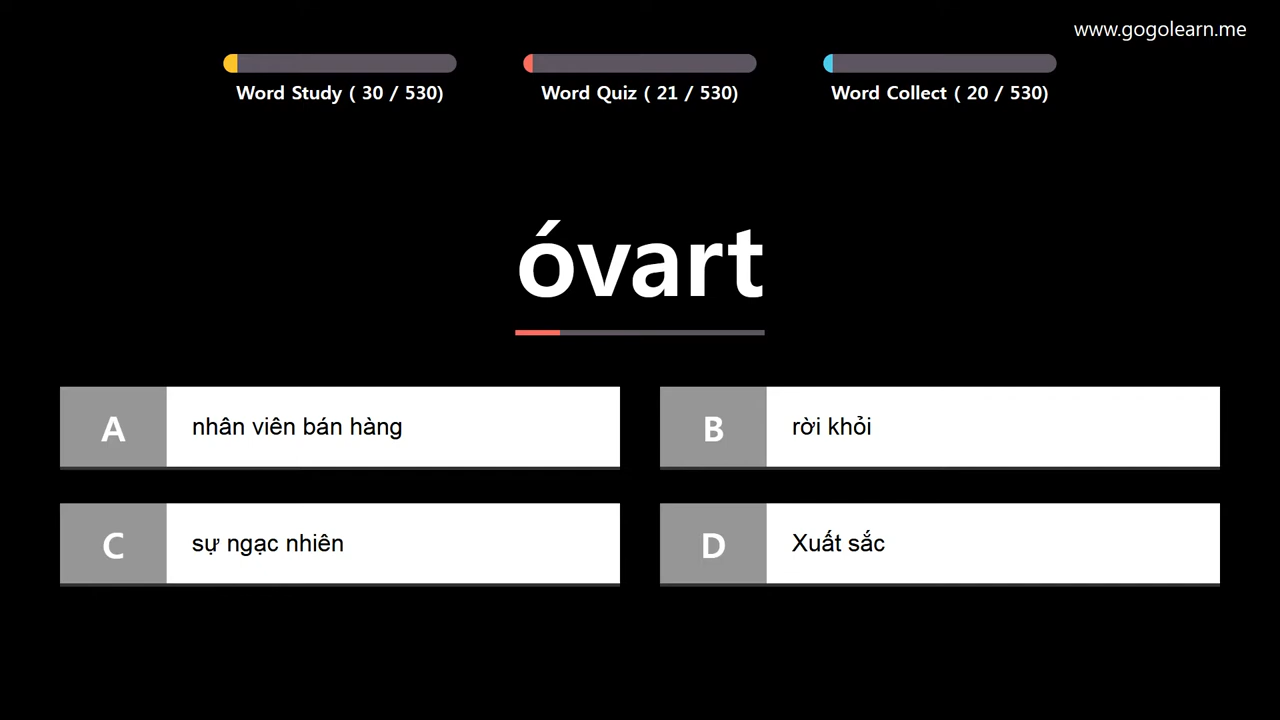 www.gogolearn.me
Word Study ( 30 / 530)
Word Quiz ( 21 / 530)
Word Collect ( 20 / 530)
óvart
A
nhân viên bán hàng
B
rời khỏi
C
sự ngạc nhiên
D
Xuất sắc